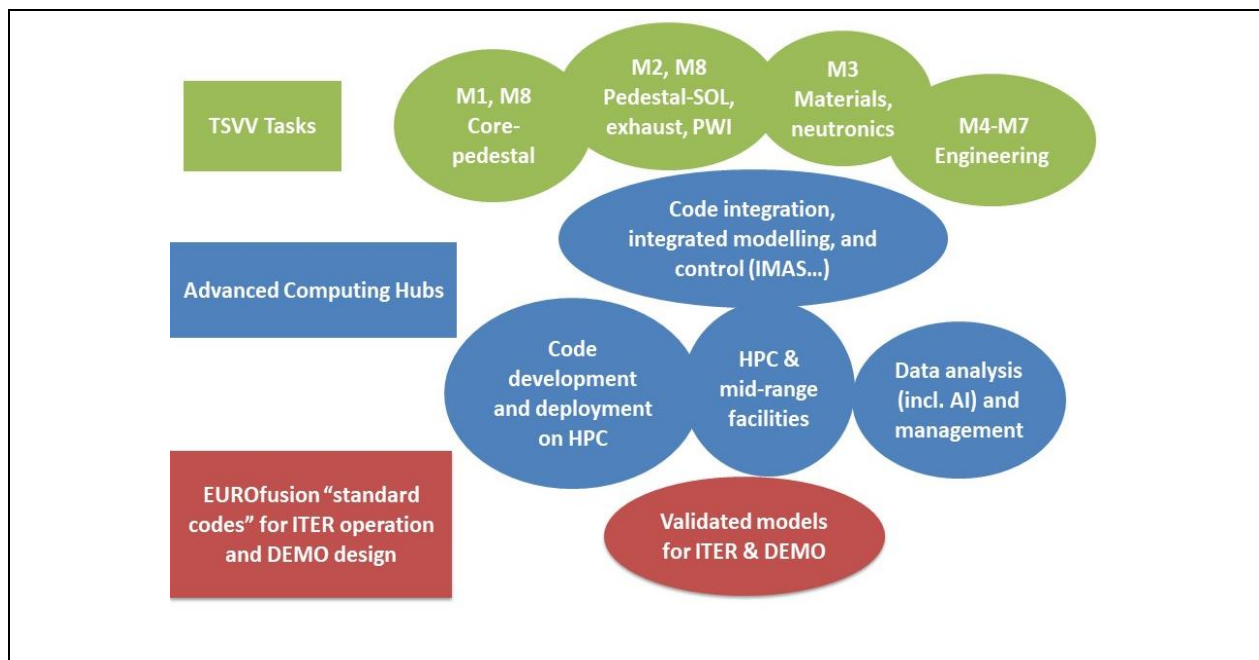 TSVV Tasks
M1, M8
Core-
pedestal
M2, M8
Pedestal-SOL,
exhaust, PWI
M3
Materials,
neutronics
M4-M7
Engineering
Advanced Computing Hubs
Code integration,
integrated modelling, and
control (IMAS...)
Code
development
and deployment
on HPC
HPC &
mid-range
facilities
Data analysis
(incl. AI) and
management
EUROfusion “standard
codes” for ITER operation
and DEMO design
Validated models
for ITER & DEMO